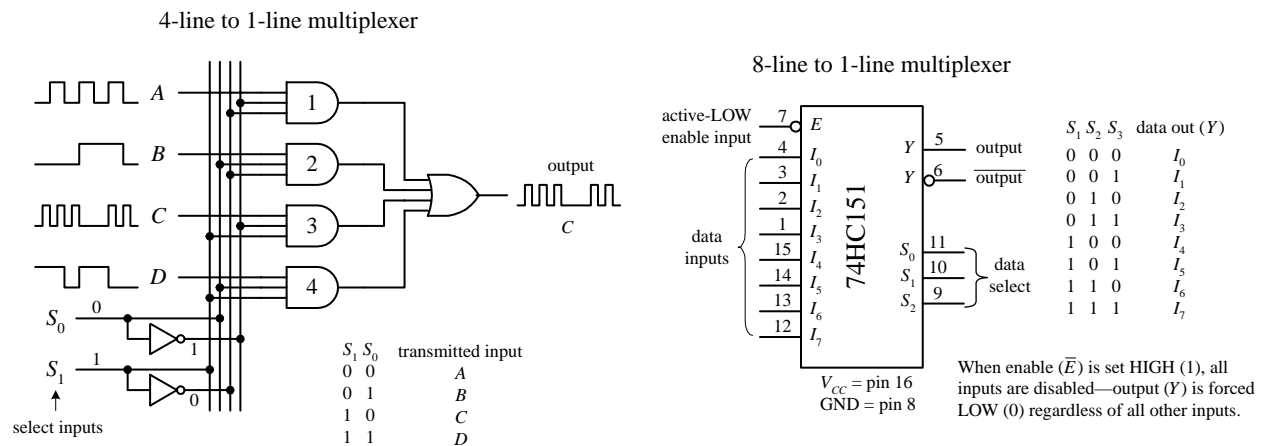 4-line to 1-line multiplexer
A
1
B
2
C
3
D
4
output
C
S0
0
1
S1
1
0
select inputs
S1 S0 transmitted input
0 0 A
0 1 B
1 0 C
1 1 D
8-line to 1-line multiplexer
active-LOW
enable input
7 E
4 I0
3 I1
2 I2
1 I3
15 I4
14 I5
13 I6
12 I7
data
inputs
74HC151
Y 5 output
Y 6 output
S0 11
S1 10
S2 9
data
select
VCC = pin 16
GND = pin 8
S1 S2 S3 data out (Y)
0 0 0 I0
0 0 1 I1
0 1 0 I2
0 1 1 I3
1 0 0 I4
1 0 1 I5
1 1 0 I6
1 1 1 I7
When enable (E̅) is set HIGH (1), all
inputs are disabled—output (Y) is forced
LOW (0) regardless of all other inputs.